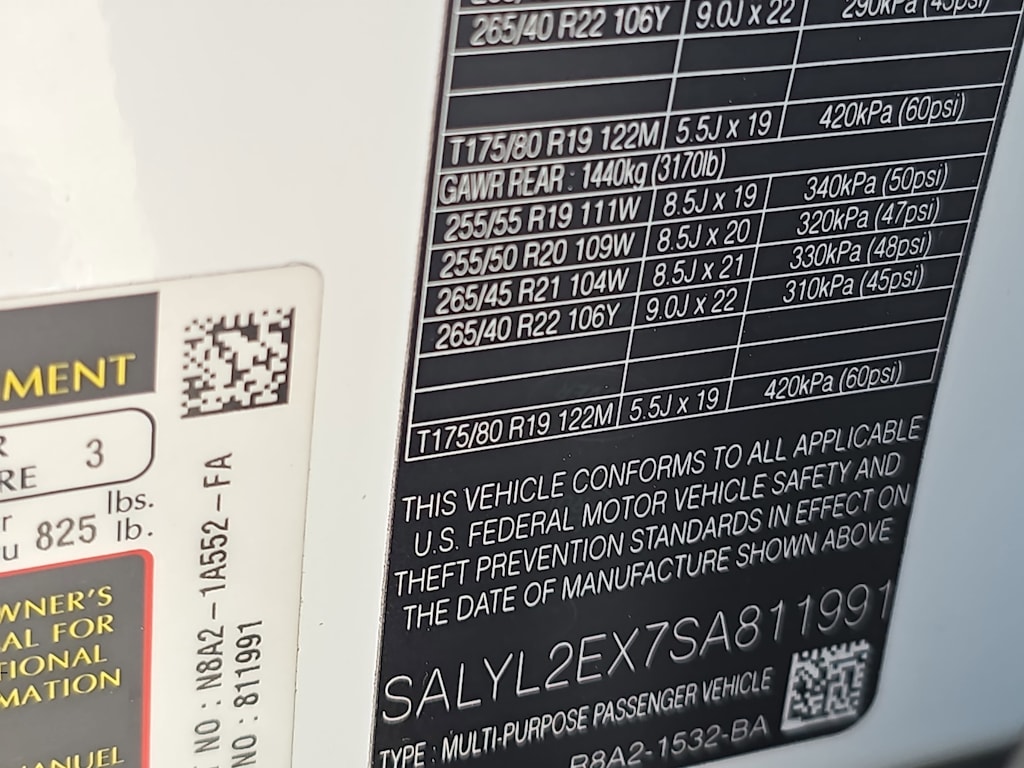 265/40 R22 106Y 9.0J x 22 290kPa (43psi)
T175/80 R19 122M 5.5J x 19 420kPa (60psi)
GAWR REAR : 1440kg (3170lb)
255/55 R19 111W 8.5J x 19 340kPa (50psi)
255/50 R20 109W 8.5J x 20 320kPa (47psi)
265/45 R21 104W 8.5J x 21 330kPa (48psi)
265/40 R22 106Y 9.0J x 22 310kPa (45psi)
T175/80 R19 122M 5.5J x 19 420kPa (60psi)
THIS VEHICLE CONFORMS TO ALL APPLICABLE
U.S. FEDERAL MOTOR VEHICLE SAFETY AND
THEFT PREVENTION STANDARDS IN EFFECT ON
THE DATE OF MANUFACTURE SHOWN ABOVE
SALYL2EX7SA811991
TYPE : MULTI-PURPOSE PASSENGER VEHICLE
R8A2-1532-BA
MENT
R
RE 3
r lbs.
u 825 lb.
WNER'S
AL FOR
TIONAL
MATION
ANUEL
NO : N8A2-1A552-FA
NO : 811991